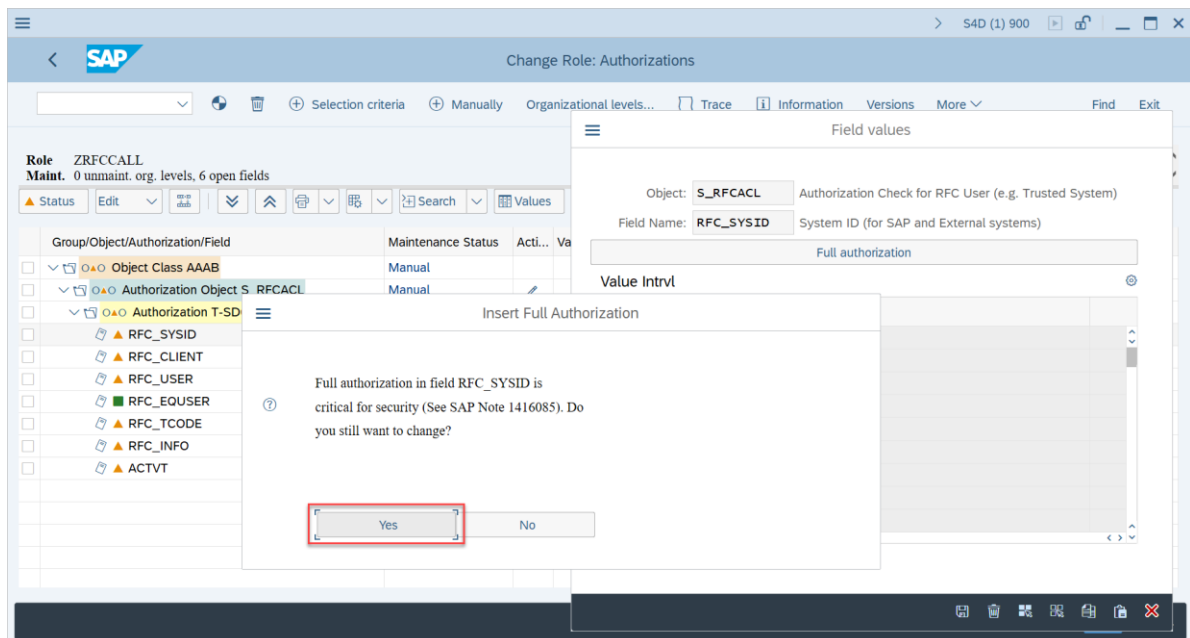 S4D (1) 900
SAP
Change Role: Authorizations
Selection criteria Manually Organizational levels... Trace Information Versions More Find Exit
Role ZRFCCALL
Maint. 0 unmaint. org. levels, 6 open fields
Status Edit Search Values
Group/Object/Authorization/Field Maintenance Status Acti... Va
Object Class AAAB Manual
Authorization Object S_RFCACL Manual
Authorization T-SD
RFC_SYSID
RFC_CLIENT
RFC_USER
RFC_EQUSER
RFC_TCODE
RFC_INFO
ACTVT
Field values
Object: S_RFCACL Authorization Check for RFC User (e.g. Trusted System)
Field Name: RFC_SYSID System ID (for SAP and External systems)
Full authorization
Value Intrvl
Insert Full Authorization
Full authorization in field RFC_SYSID is
critical for security (See SAP Note 1416085). Do
you still want to change?
Yes No